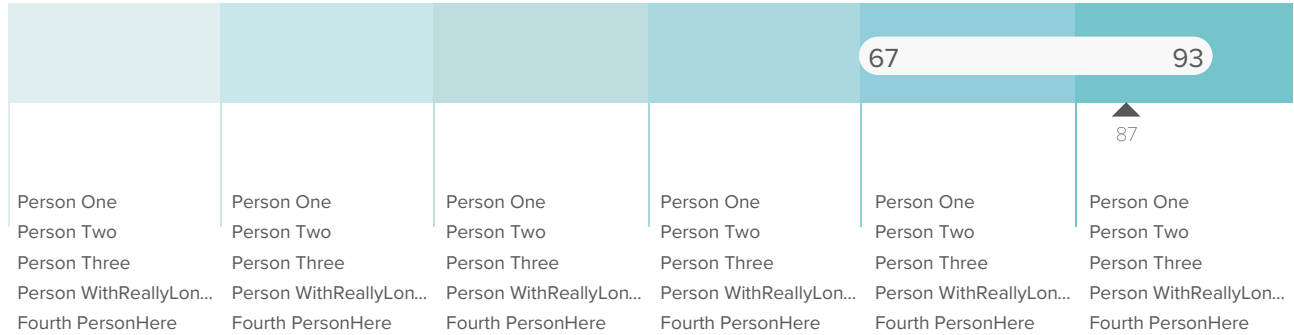 67 93
87
Person One Person One Person One Person One Person One Person One
Person Two Person Two Person Two Person Two Person Two Person Two
Person Three Person Three Person Three Person Three Person Three Person Three
Person WithReallyLon... Person WithReallyLon... Person WithReallyLon... Person WithReallyLon... Person WithReallyLon... Person WithReallyLon...
Fourth PersonHere Fourth PersonHere Fourth PersonHere Fourth PersonHere Fourth PersonHere Fourth PersonHere